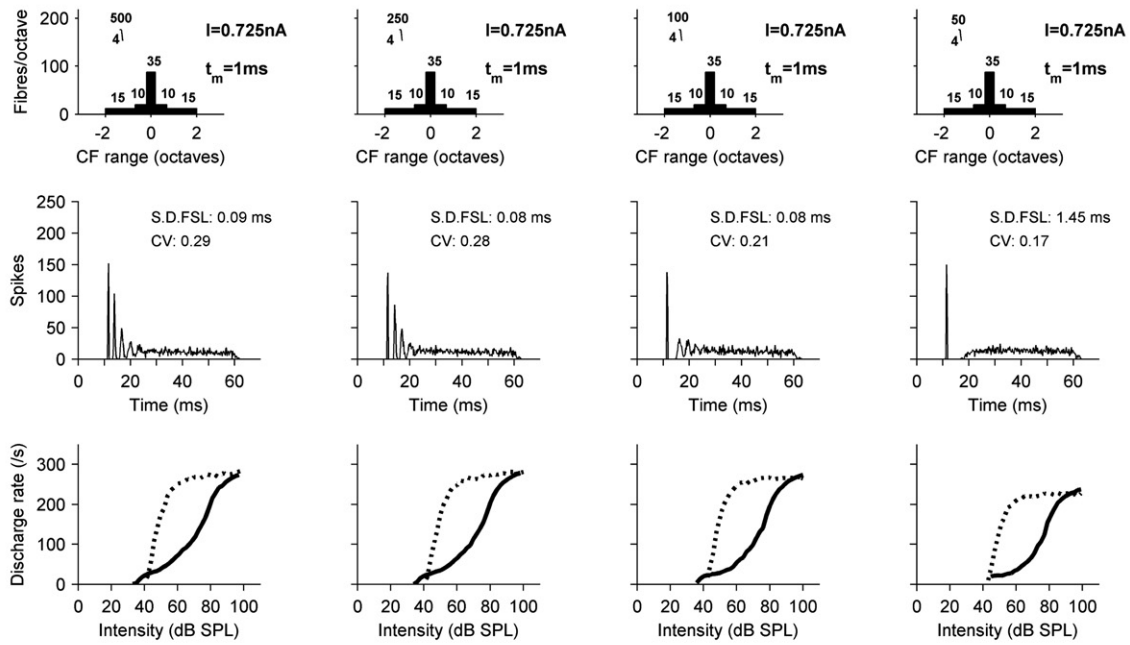 200
100
0
Fibres/octave
500
4
I=0.725nA
tm=1ms
35
15 10 10 15
-2 0 2
CF range (octaves)
250
4
I=0.725nA
tm=1ms
35
15 10 10 15
-2 0 2
CF range (octaves)
100
4
I=0.725nA
tm=1ms
35
15 10 10 15
-2 0 2
CF range (octaves)
50
4
I=0.725nA
tm=1ms
35
15 10 10 15
-2 0 2
CF range (octaves)
250
200
150
100
50
0
Spikes
S.D.FSL: 0.09 ms
CV: 0.29
0 20 40 60
Time (ms)
S.D.FSL: 0.08 ms
CV: 0.28
0 20 40 60
Time (ms)
S.D.FSL: 0.08 ms
CV: 0.21
0 20 40 60
Time (ms)
S.D.FSL: 1.45 ms
CV: 0.17
0 20 40 60
Time (ms)
300
200
100
0
Discharge rate (/s)
0 20 40 60 80 100
Intensity (dB SPL)
0 20 40 60 80 100
Intensity (dB SPL)
0 20 40 60 80 100
Intensity (dB SPL)
0 20 40 60 80 100
Intensity (dB SPL)